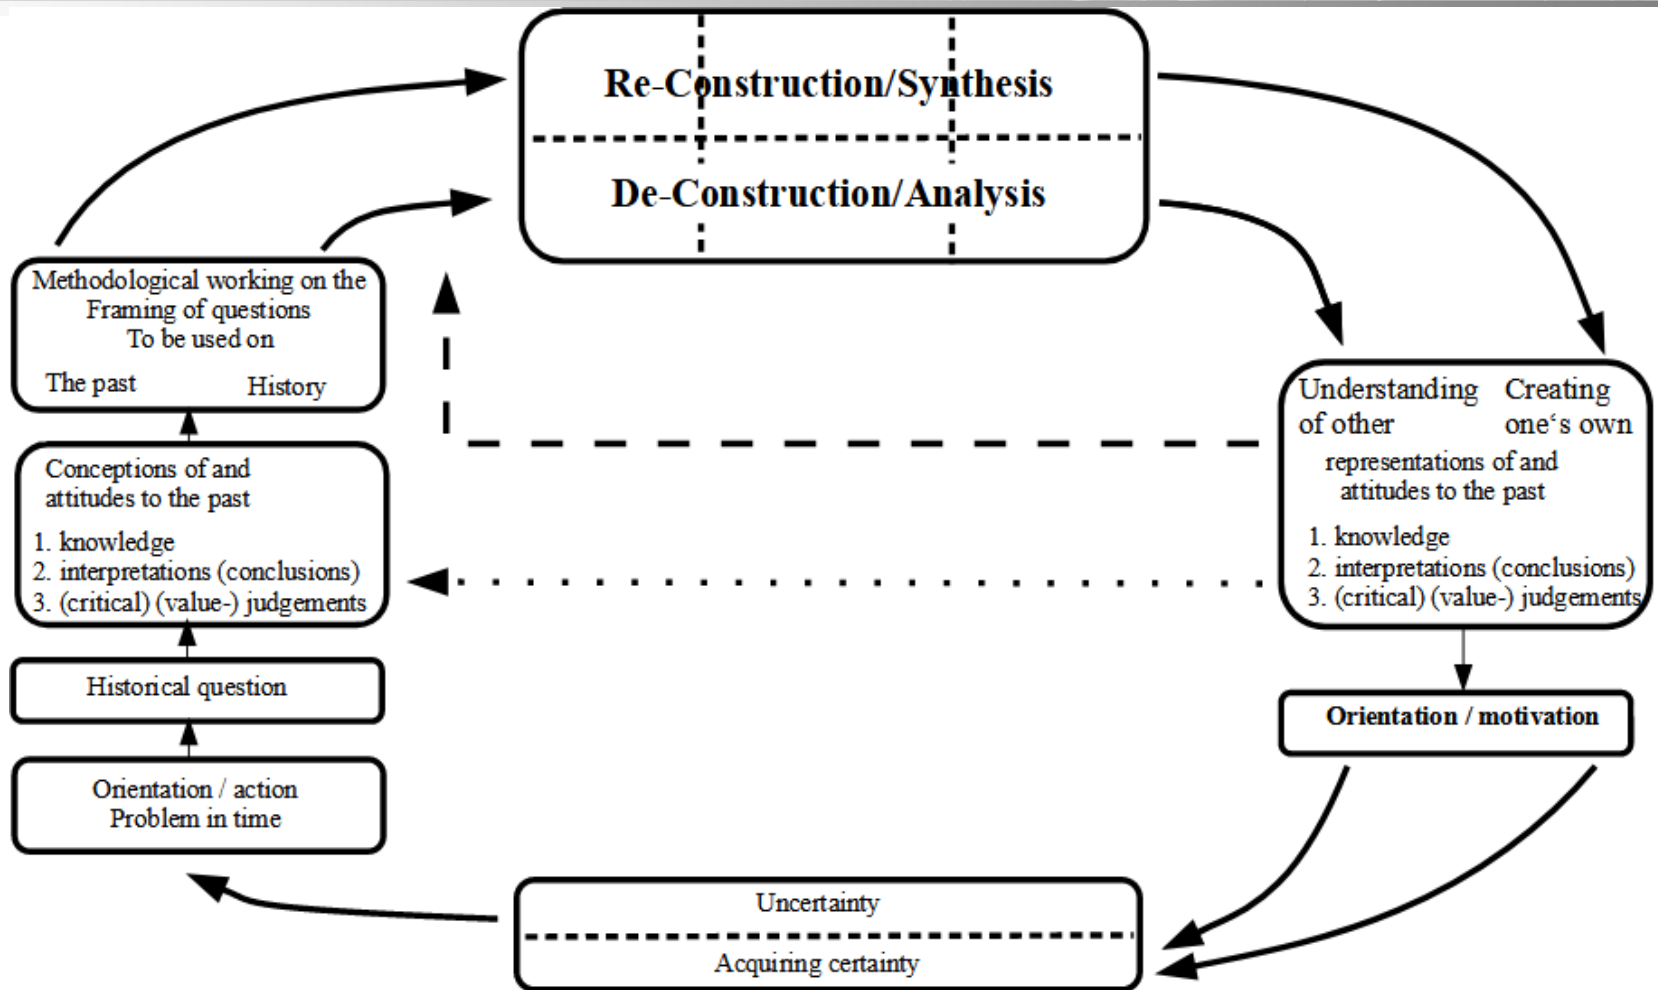 Re-Construction/Synthesis
De-Construction/Analysis
Methodological working on the
Framing of questions
To be used on
The past
History
Conceptions of and
attitudes to the past
1. knowledge
2. interpretations (conclusions)
3. (critical) (value-) judgements
Historical question
Orientation / action
Problem in time
Understanding
of other
Creating
one‘s own
representations of and
attitudes to the past
1. knowledge
2. interpretations (conclusions)
3. (critical) (value-) judgements
Orientation / motivation
Uncertainty
Acquiring certainty